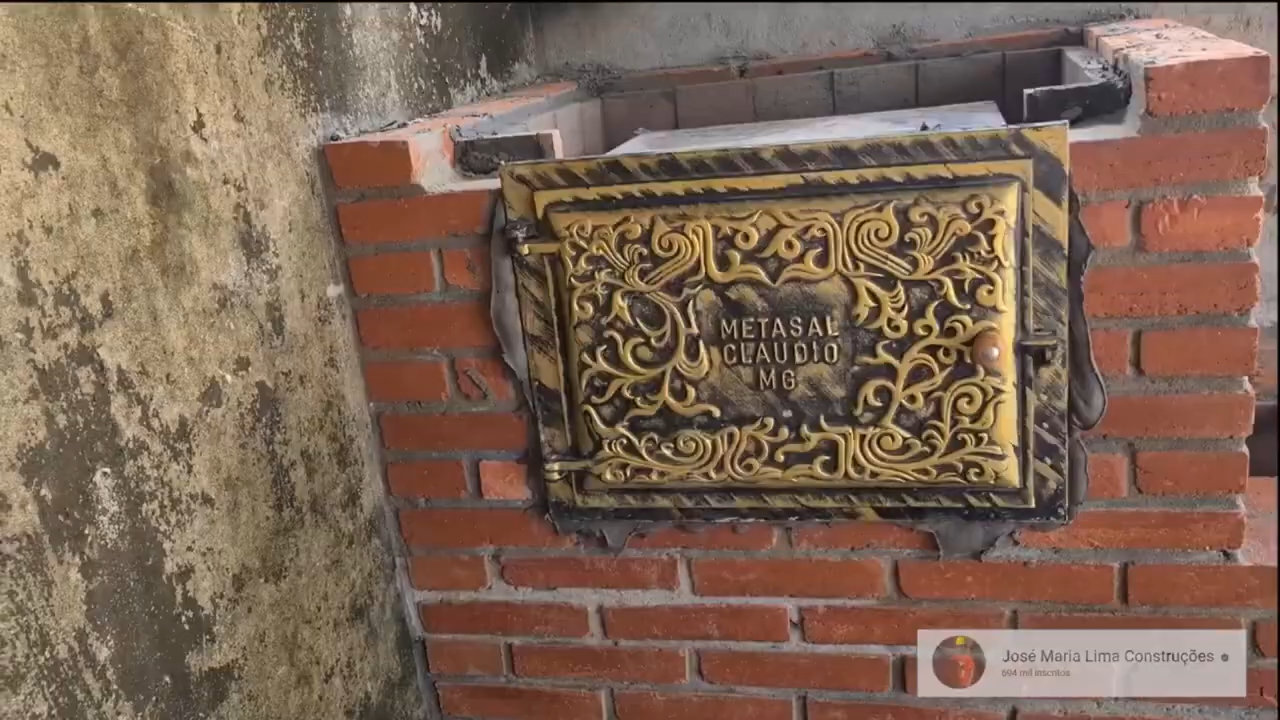 METASAL
CLAUDIO
MG
José Maria Lima Construções
694 mil inscritos